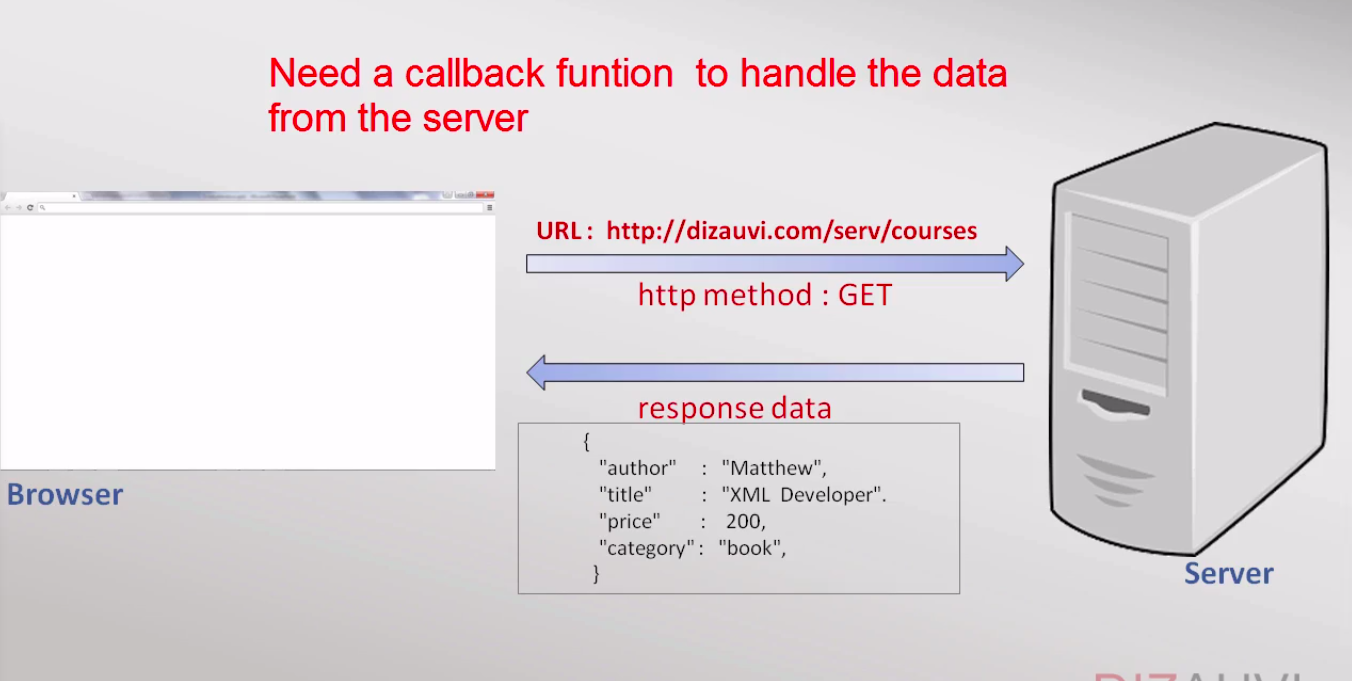 Need a callback funtion to handle the data
from the server
URL : http://dizauvi.com/serv/courses
http method : GET
response data
{
"author" : "Matthew",
"title" : "XML Developer".
"price" : 200,
"category" : "book",
}
Browser
Server
DIZAUVI